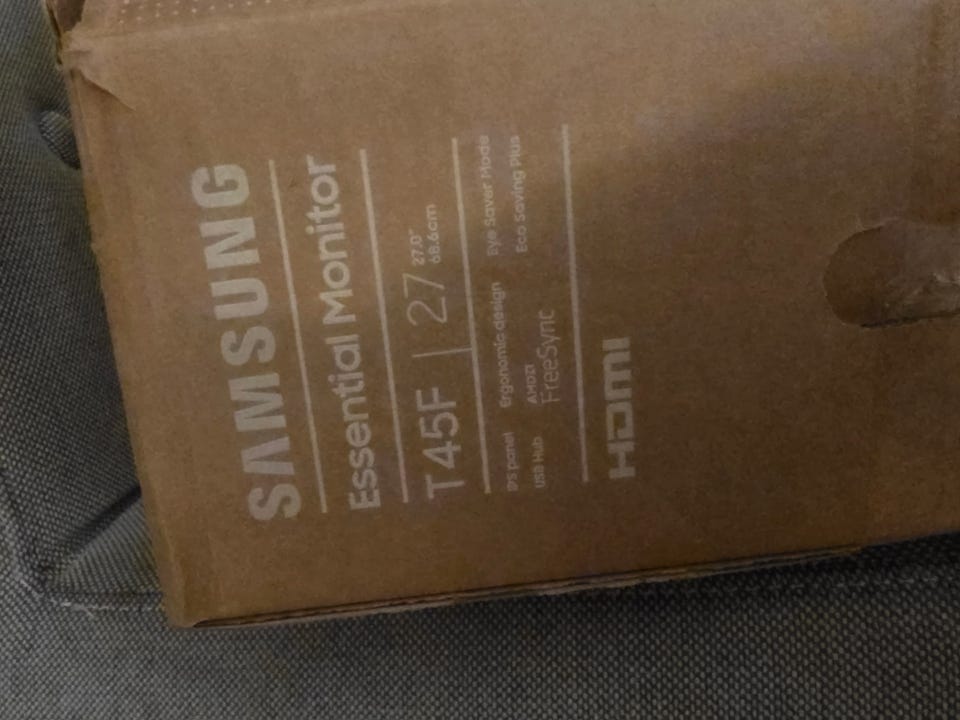 SAMSUNG
Essential Monitor
T45F | 27 27.0" 68.6cm
IPS panel Ergonomic design Eye Saver Mode
USB Hub AMD FreeSync Eco Saving Plus
HDMI